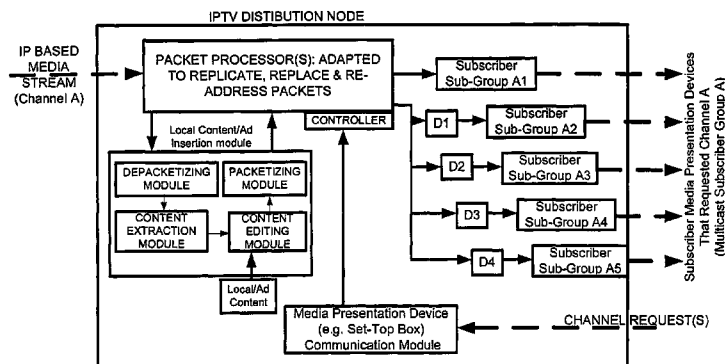 IPTV DISTIBUTION NODE
IP BASED
MEDIA
STREAM
(Channel A)
PACKET PROCESSOR(S): ADAPTED
TO REPLICATE, REPLACE & RE-
ADDRESS PACKETS
CONTROLLER
Local Content/Ad
Insertion module
DEPACKETIZING
MODULE
PACKETIZING
MODULE
CONTENT
EXTRACTION
MODULE
CONTENT
EDITING
MODULE
Local/Ad
Content
Media Presentation Device
(e.g. Set-Top Box)
Communication Module
CHANNEL REQUEST(S)
Subscriber
Sub-Group A1
D1
Subscriber
Sub-Group A2
D2
Subscriber
Sub-Group A3
D3
Subscriber
Sub-Group A4
D4
Subscriber
Sub-Group A5
Subscriber Media Presentation Devices
That Requested Channel A
(Multicast Subscriber Group A)